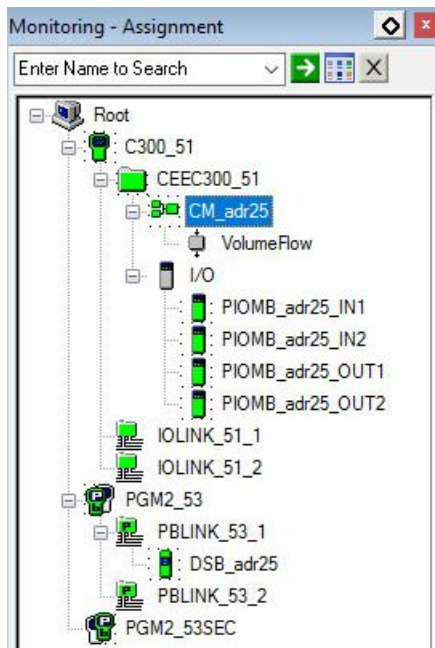 Monitoring - Assignment
Enter Name to Search
Root
C300_51
CEEC300_51
CM_adr25
VolumeFlow
I/O
PIOMB_adr25_IN1
PIOMB_adr25_IN2
PIOMB_adr25_OUT1
PIOMB_adr25_OUT2
IOLINK_51_1
IOLINK_51_2
PGM2_53
PBLINK_53_1
DSB_adr25
PBLINK_53_2
PGM2_53SEC